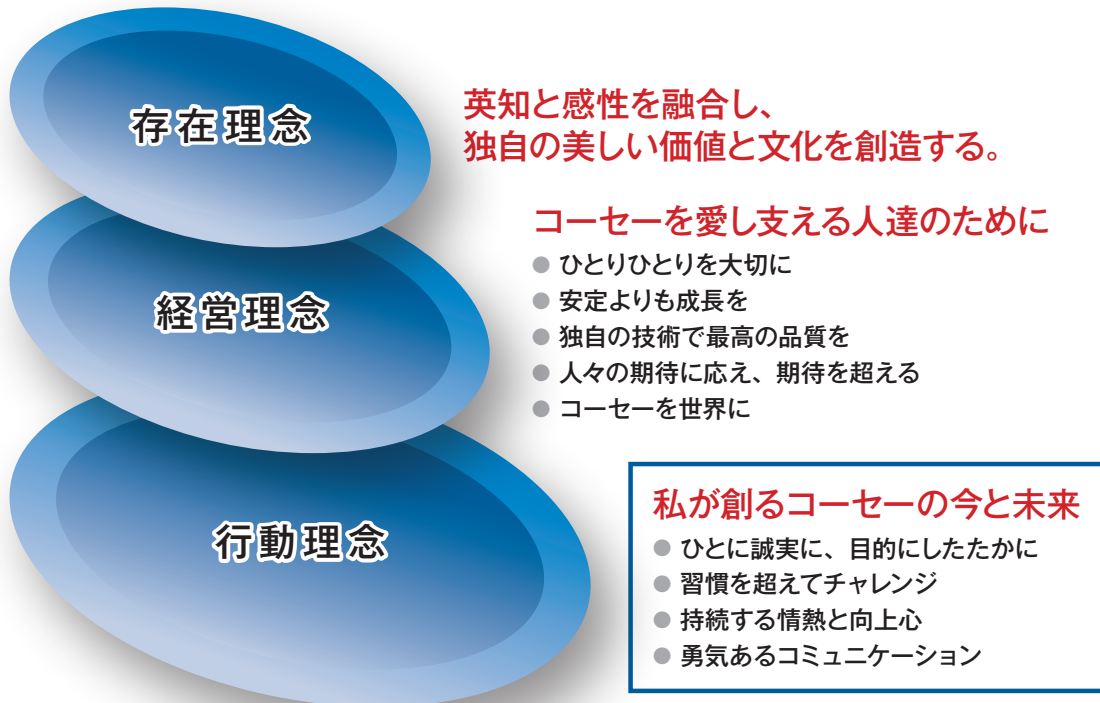 存在理念
英知と感性を融合し、
独自の美しい価値と文化を創造する。
経営理念
コーセーを愛し支える人達のために
● ひとりひとりを大切に
● 安定よりも成長を
● 独自の技術で最高の品質を
● 人々の期待に応え、期待を超える
● コーセーを世界に
行動理念
私が創るコーセーの今と未来
● ひとに誠実に、目的にしたたかに
● 習慣を超えてチャレンジ
● 持続する情熱と向上心
● 勇気あるコミュニケーション